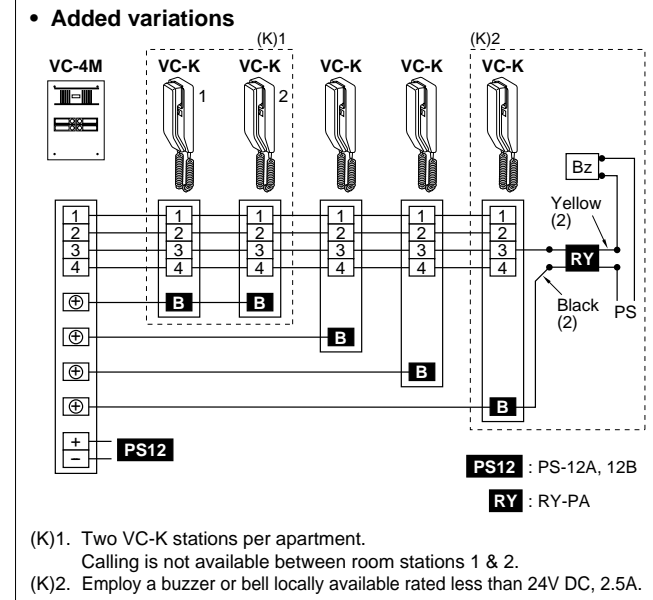 • Added variations
(K)1 (K)2
VC-4M VC-K VC-K VC-K VC-K VC-K
1 2
Bz
Yellow
(2)
1 1 1 1 1 1
2 2 2 2 2 2
3 3 3 3 3 3
4 4 4 4 4 4
RY
⊕ B B
Black
(2)
PS
⊕ B
⊕ B
⊕ B
+
−
PS12
PS12 : PS-12A, 12B
RY : RY-PA
(K)1. Two VC-K stations per apartment.
Calling is not available between room stations 1 & 2.
(K)2. Employ a buzzer or bell locally available rated less than 24V DC, 2.5A.